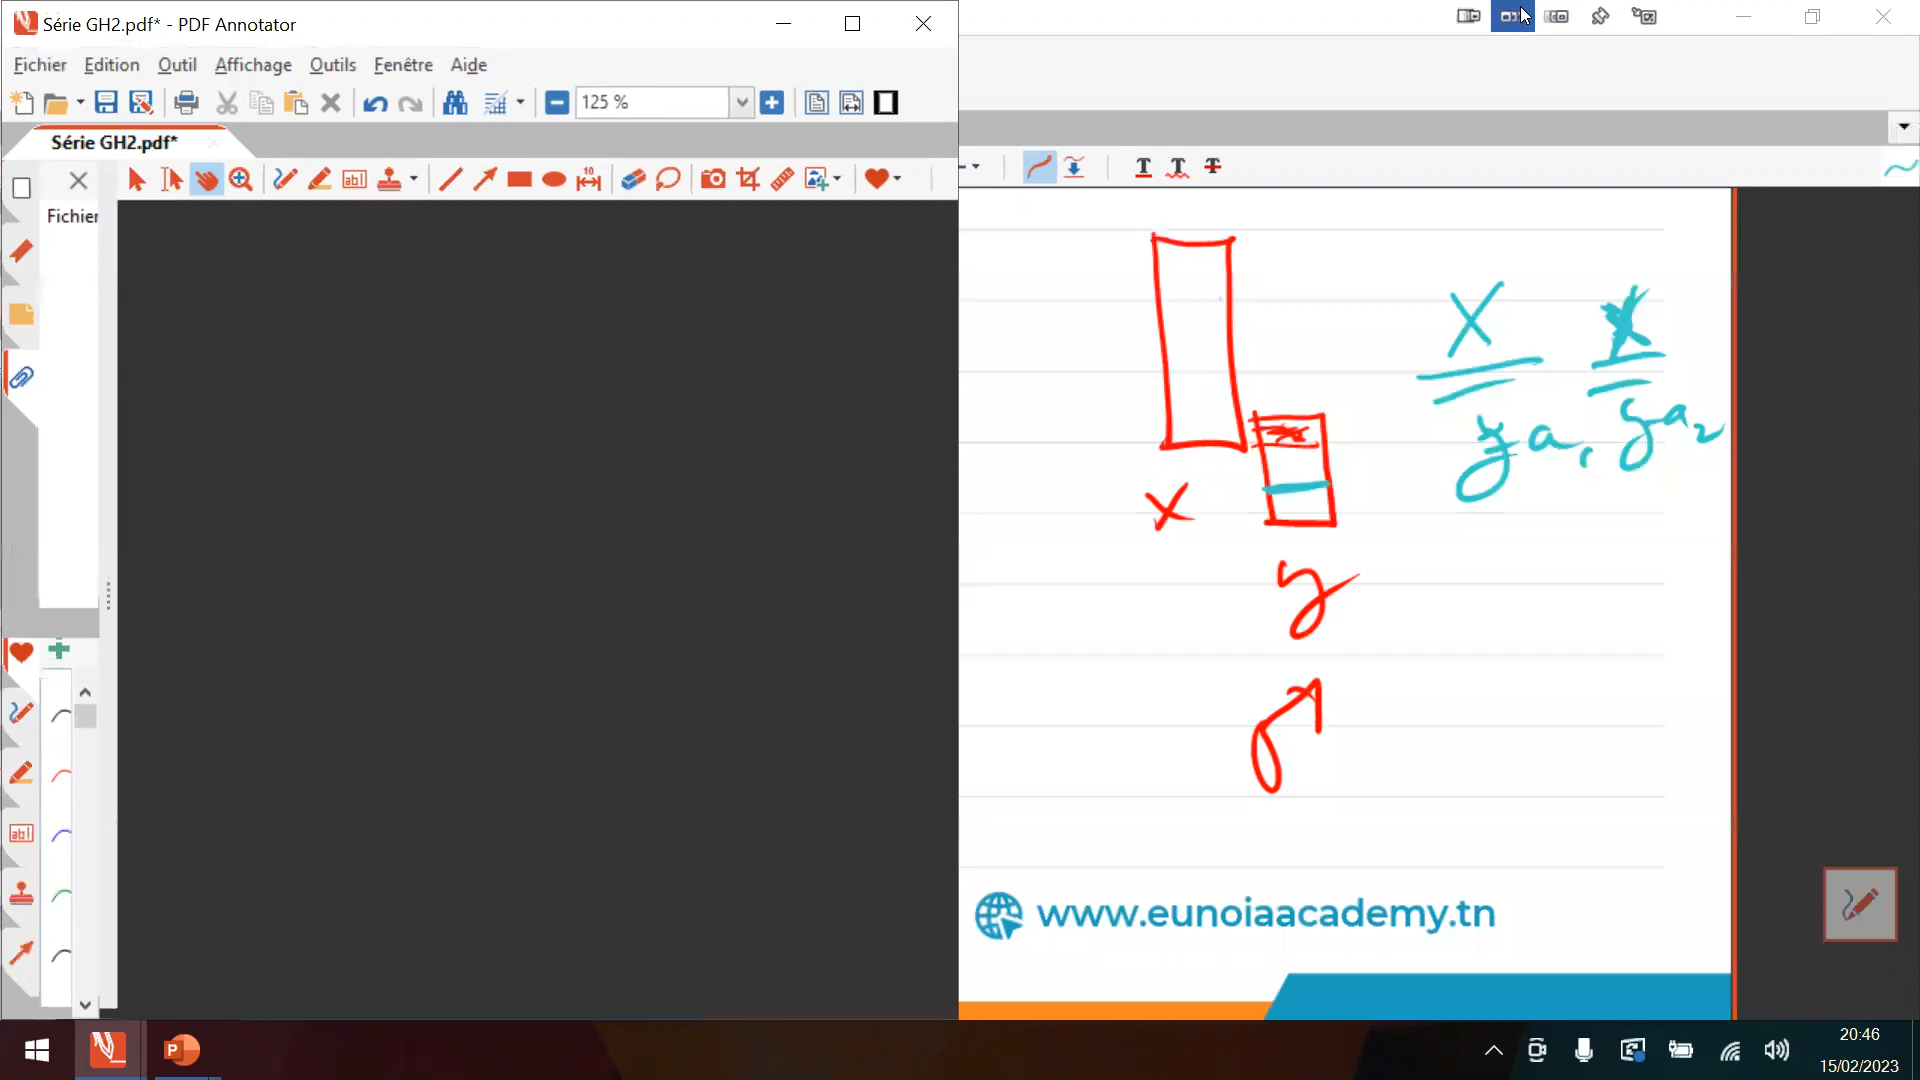 Série GH2.pdf* - PDF Annotator
Fichier Edition Outil Affichage Outils Fenêtre Aide
125 %
Série GH2.pdf*
Fichier
X
y
X
ya1 ya2
www.eunoiaacademy.tn
20:46
15/02/2023